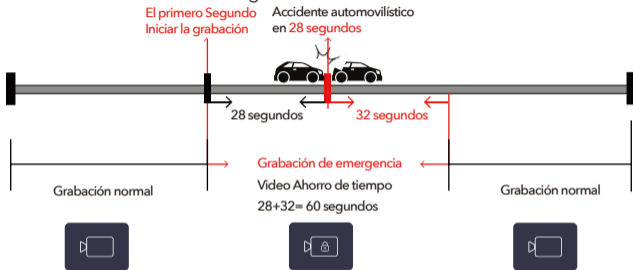 El primero Segundo
Iniciar la grabación
Accidente automovilístico
en 28 segundos
28 segundos
32 segundos
Grabación de emergencia
Grabación normal
Video Ahorro de tiempo
28+32= 60 segundos
Grabación normal